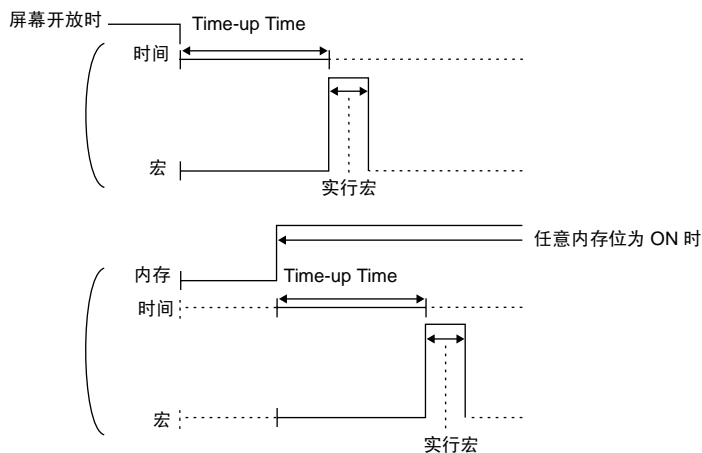 屏幕开放时
Time-up Time
时间
宏
实行宏
任意内存位为 ON 时
内存
Time-up Time
时间
宏
实行宏